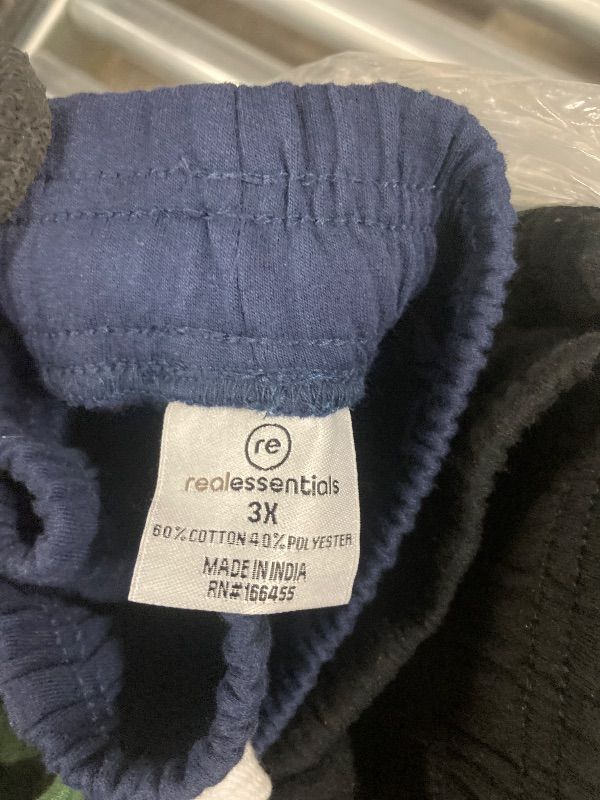 re
realessentials
3X
60% COTTON 40% POLYESTER
MADE IN INDIA
RN#166455